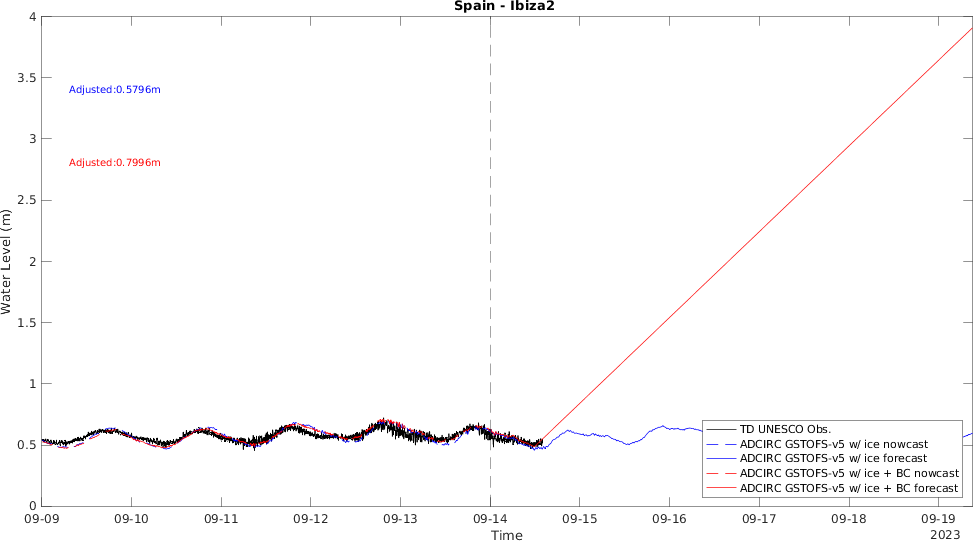 Spain - Ibiza2
4
3.5
3
2.5
2
1.5
1
0.5
0
Water Level (m)
Adjusted:0.5796m
Adjusted:0.7996m
TD UNESCO Obs.
ADCIRC GSTOFS-v5 w/ ice nowcast
ADCIRC GSTOFS-v5 w/ ice forecast
ADCIRC GSTOFS-v5 w/ ice + BC nowcast
ADCIRC GSTOFS-v5 w/ ice + BC forecast
09-09 09-10 09-11 09-12 09-13 09-14 09-15 09-16 09-17 09-18 09-19
Time
2023